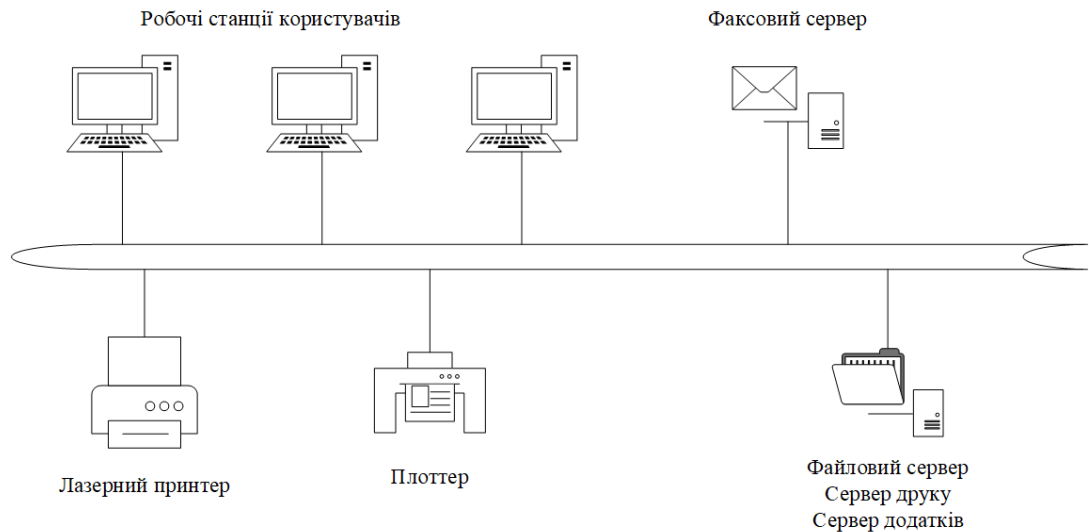 Робочі станції користувачів
Факсовий сервер
Лазерний принтер
Плоттер
Файловий сервер
Сервер друку
Сервер додатків